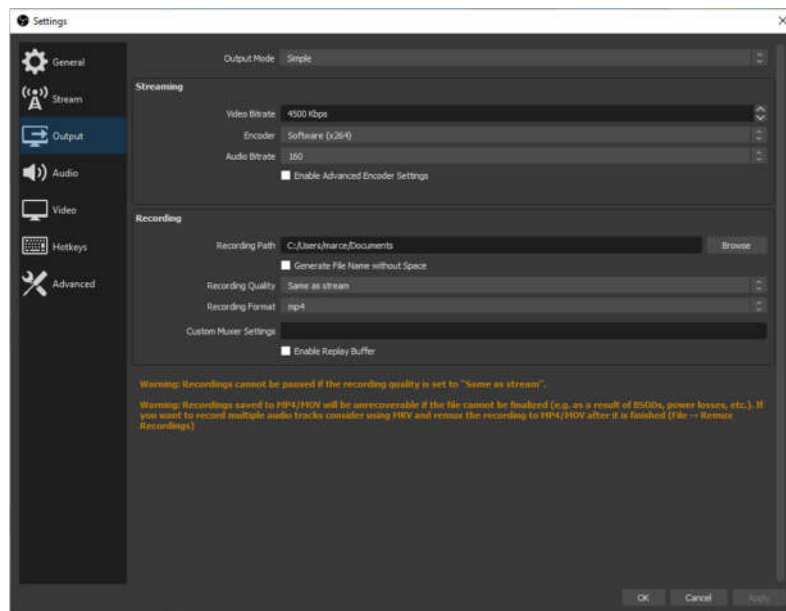 Settings
General
Stream
Output
Audio
Video
Hotkeys
Advanced
Output Mode Simple
Streaming
Video Bitrate 4500 Kbps
Encoder Software (x264)
Audio Bitrate 160
Enable Advanced Encoder Settings
Recording
Recording Path C:/Users/marce/Documents Browse
Generate File Name without Space
Recording Quality Same as stream
Recording Format mp4
Custom Muxer Settings
Enable Replay Buffer
Warning: Recordings cannot be paused if the recording quality is set to "Same as stream".
Warning: Recordings saved to MP4/MOV will be unrecoverable if the file cannot be finalized (e.g. as a result of BSODs, power losses, etc.). If
you want to record multiple audio tracks consider using MKV and remux the recording to MP4/MOV after it is finished (File → Remux
Recordings)
OK Cancel Apply